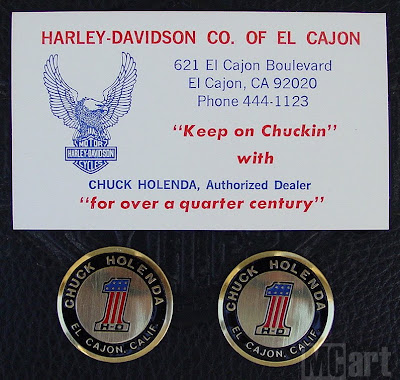 HARLEY-DAVIDSON CO. OF EL CAJON
621 El Cajon Boulevard
El Cajon, CA 92020
Phone 444-1123
MOTOR
HARLEY-DAVIDSON
CYCLES
"Keep on Chuckin"
with
CHUCK HOLENDA, Authorized Dealer
"for over a quarter century"
CHUCK HOLENDA
1
H-D
EL CAJON, CALIF.
CHUCK HOLENDA
1
H-D
EL CAJON, CALIF.
MCart